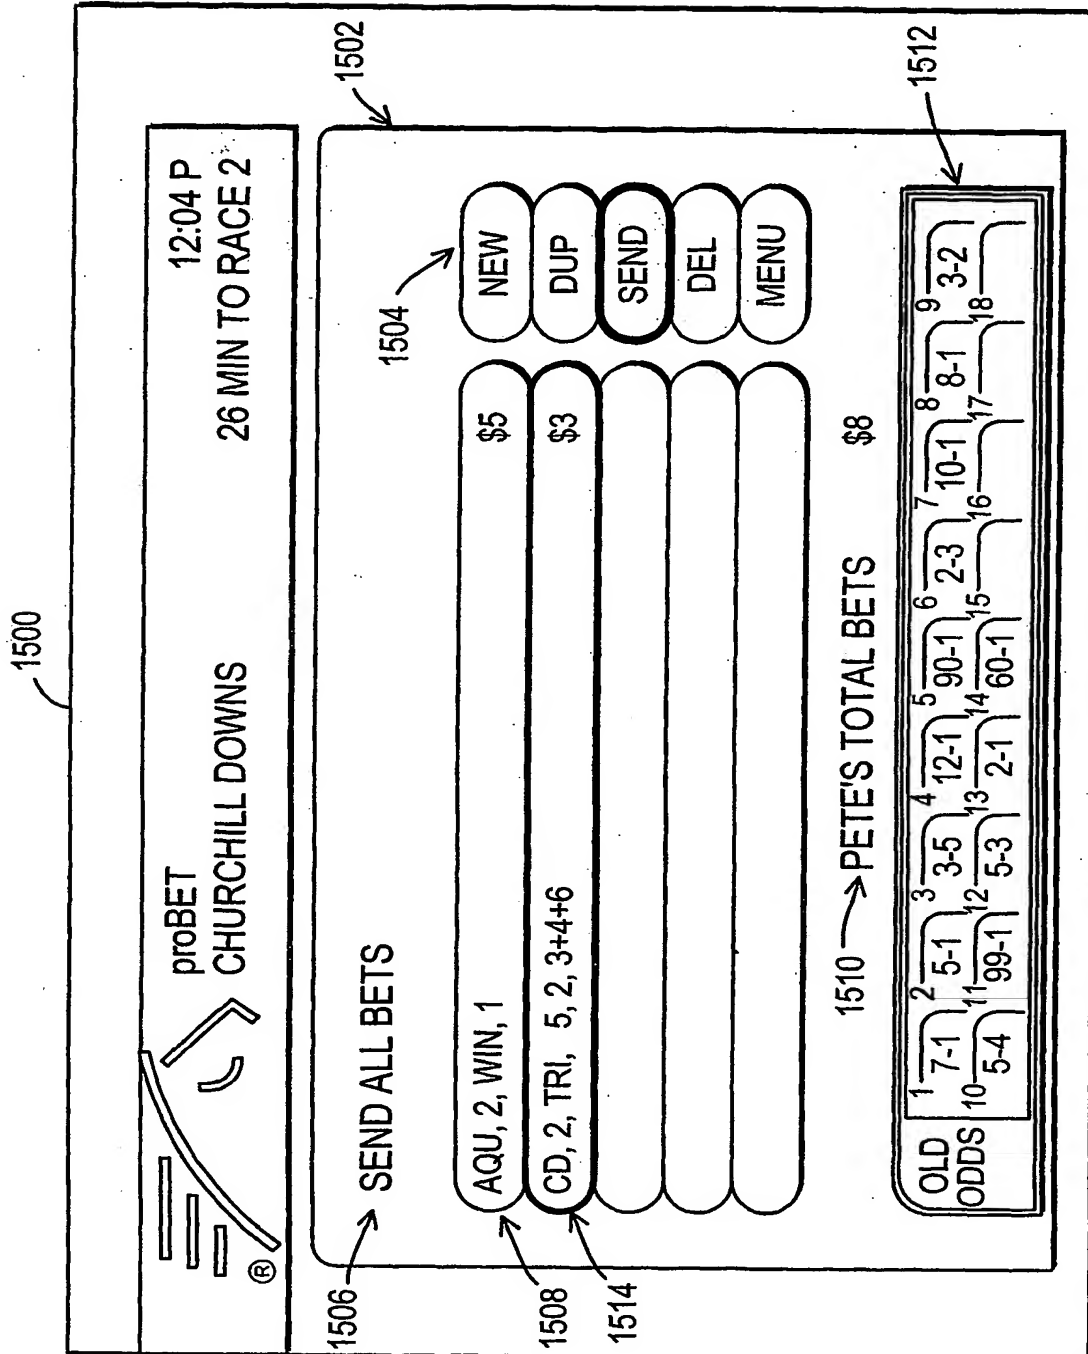 1500
proBET 12:04 P
CHURCHILL DOWNS 26 MIN TO RACE 2
®
1502
1506 SEND ALL BETS
1504
1508 AQU, 2, WIN, 1 $5 NEW
1514 CD, 2, TRI, 5, 2, 3+4+6 $3 DUP
SEND
DEL
MENU
1510 PETE'S TOTAL BETS $8
1512
OLD ODDS
1 7-1 2 5-1 3 3-5 4 12-1 5 90-1 6 2-3 7 10-1 8 8-1 9 3-2
10 5-4 11 99-1 12 5-3 13 2-1 14 60-1 15 16 17 18